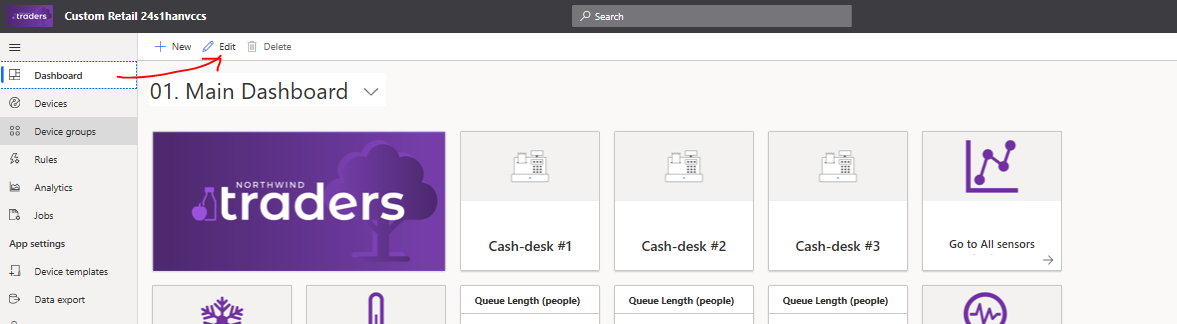 traders Custom Retail 24s1hanvccs Search
New Edit Delete
Dashboard
Devices
Device groups
Rules
Analytics
Jobs
App settings
Device templates
Data export
01. Main Dashboard
NORTHWIND
traders
Cash-desk #1
Cash-desk #2
Cash-desk #3
Go to All sensors
Queue Length (people)
Queue Length (people)
Queue Length (people)